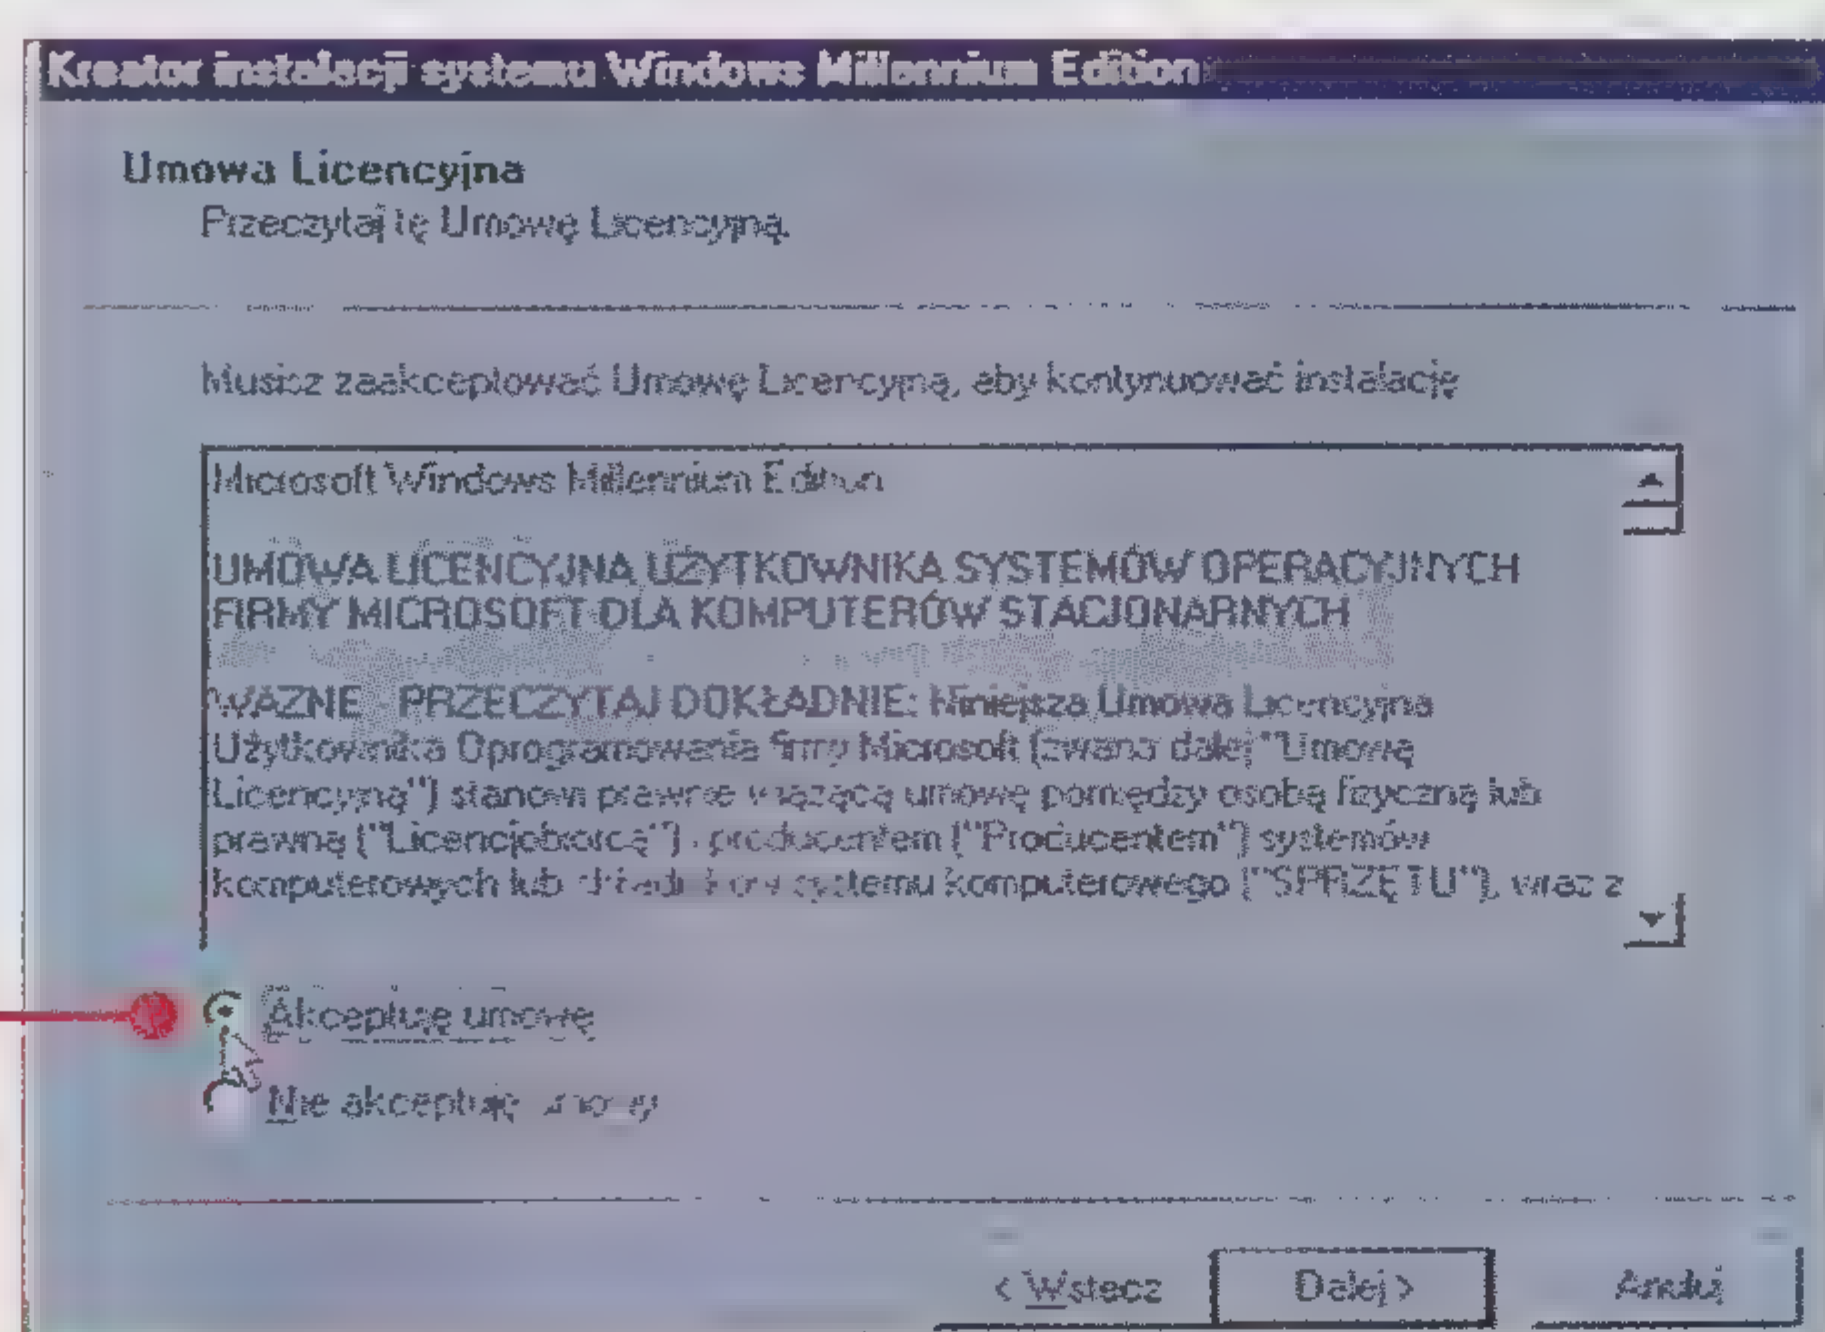 Kreator instalacji systemu Windows Millennium Edition
Umowa Licencyjna
Przeczytaj tę Umowę Licencyjną.
Musisz zaakceptować Umowę Licencyjną, aby kontynuować instalację
Microsoft Windows Millennium Edition
UMOWA LICENCYJNA UŻYTKOWNIKA SYSTEMÓW OPERACYJNYCH
FIRMY MICROSOFT DLA KOMPUTERÓW STACJONARNYCH
WAŻNE - PRZECZYTAJ DOKŁADNIE: Niniejsza Umowa Licencyjna
Użytkownika Oprogramowania firmy Microsoft (zwana dalej "Umową
Licencyjną") stanowi prawnie wiążącą umowę pomiędzy osobą fizyczną lub
prawną ("Licencjobiorcą") producentem ("Producentem") systemów
komputerowych lub systemu komputerowego ("SPRZĘTU"), wraz z
Akceptuję umowę
Nie akceptuję umowy
< Wstecz
Dalej >
Anuluj